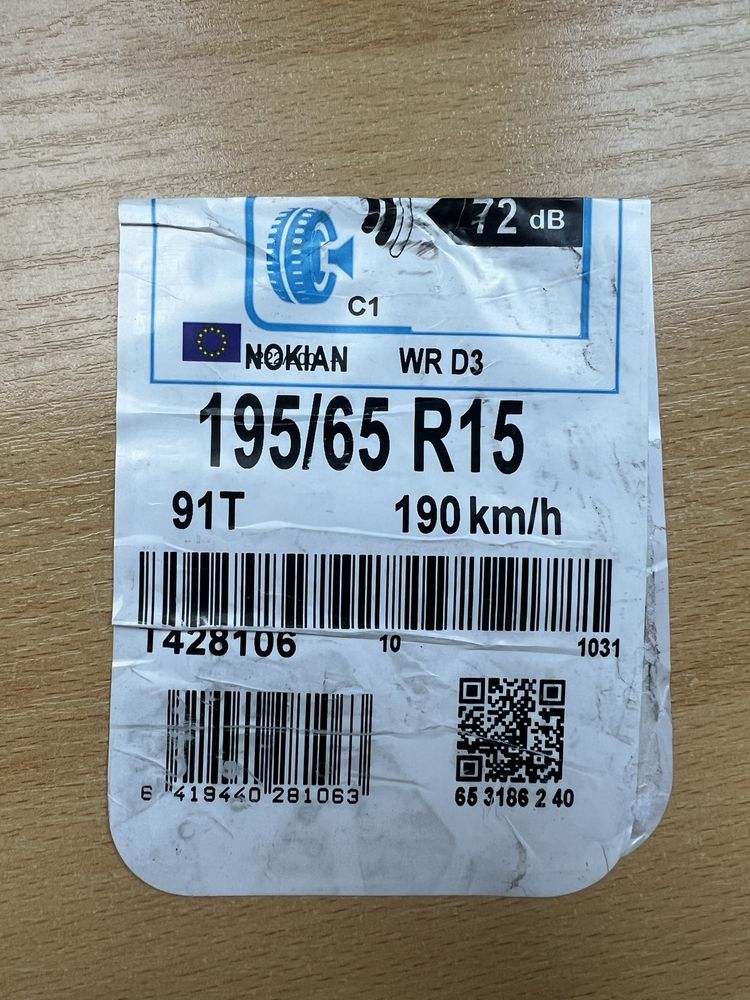 72 dB
C1
NOKIAN WR D3
195/65 R15
91T 190 km/h
T428106 10 1031
6 419440 281063
65 3186 2 40